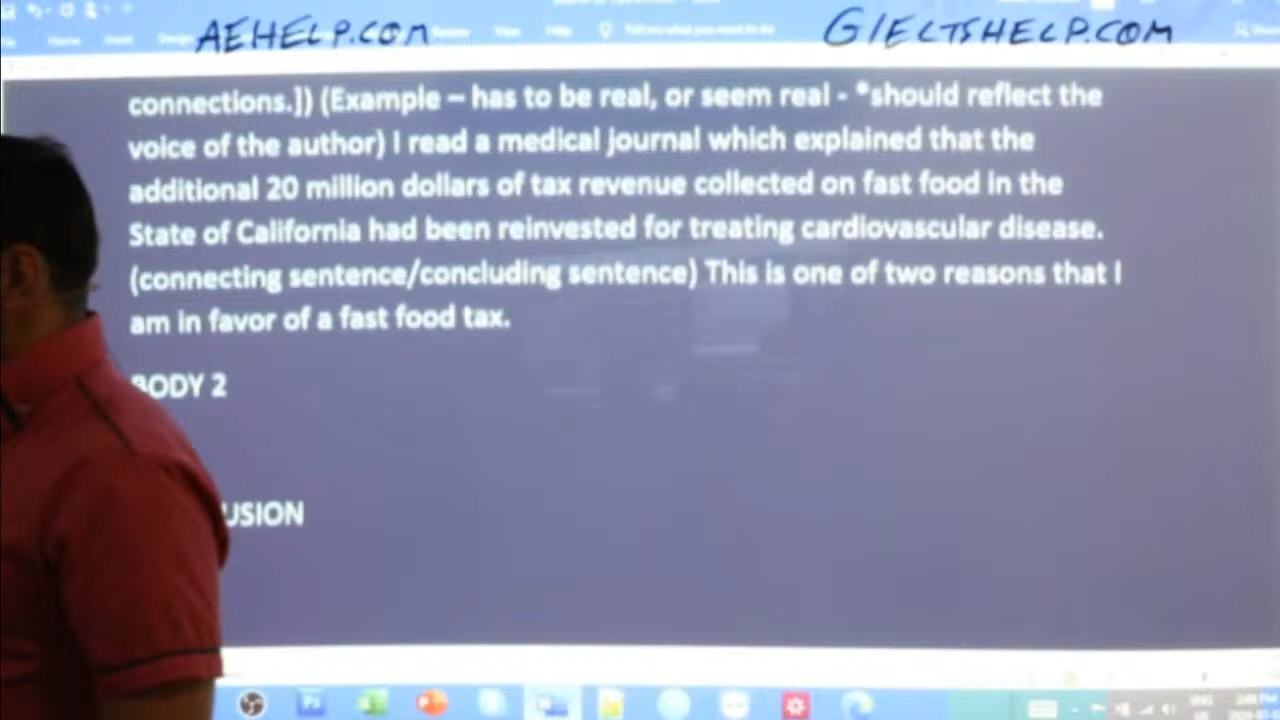 AEHELP.COM
GIELTSHELP.COM
connections.]) (Example – has to be real, or seem real - *should reflect the
voice of the author) I read a medical journal which explained that the
additional 20 million dollars of tax revenue collected on fast food in the
State of California had been reinvested for treating cardiovascular disease.
(connecting sentence/concluding sentence) This is one of two reasons that I
am in favor of a fast food tax.
BODY 2
USION